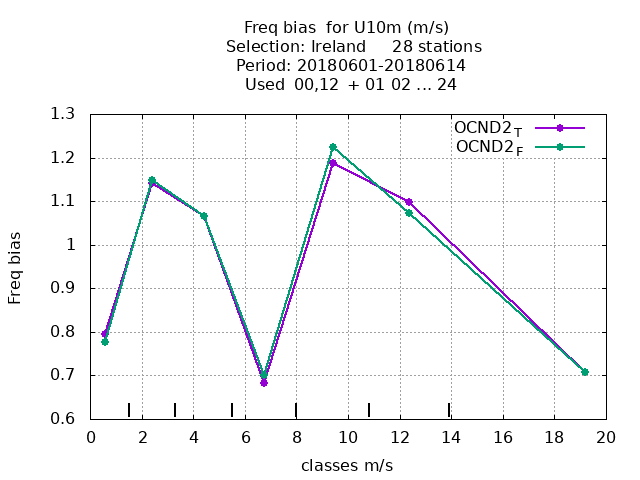 Freq bias  for U10m (m/s)
Selection: Ireland     28 stations
Period: 20180601-20180614
Used  00,12  + 01 02 ... 24
OCND2T
OCND2F
1.3
1.2
1.1
1
0.9
0.8
0.7
0.6
Freq bias
0 2 4 6 8 10 12 14 16 18 20
classes m/s